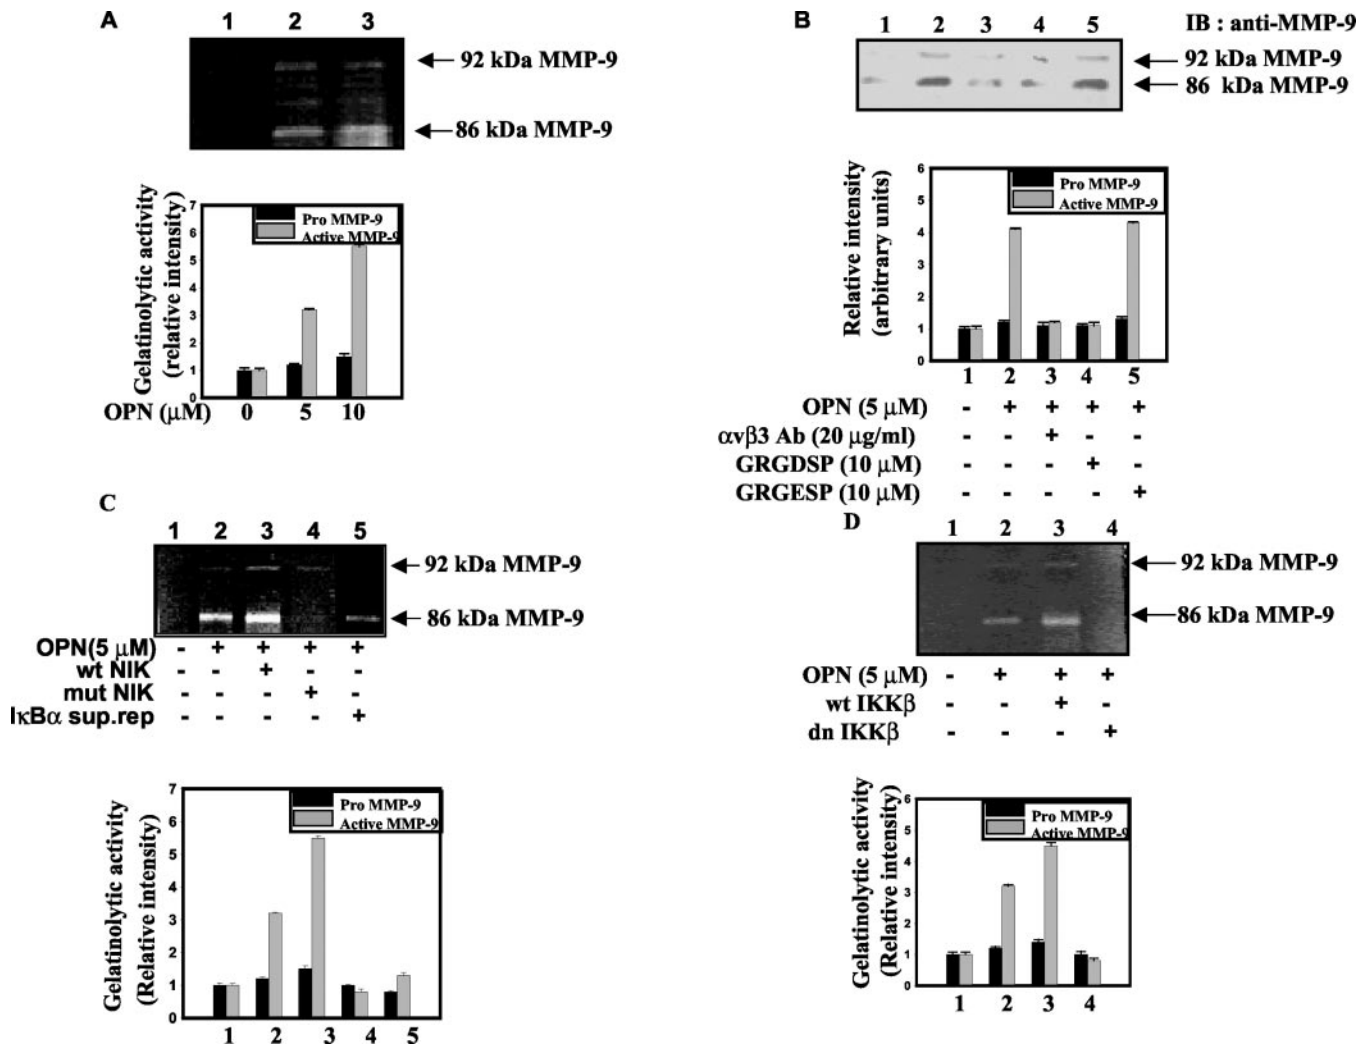 A
1 2 3
92 kDa MMP-9
86 kDa MMP-9
Gelatinolytic activity
(relative intensity)
7
6
5
4
3
2
1
0
Pro MMP-9
Active MMP-9
OPN (μM) 0 5 10
B
1 2 3 4 5 IB : anti-MMP-9
92 kDa MMP-9
86 kDa MMP-9
Relative intensity
(arbitrary units)
6
5
4
3
2
1
0
Pro MMP-9
Active MMP-9
1 2 3 4 5
OPN (5 μM) - + + + +
αvβ3 Ab (20 μg/ml) - - + - -
GRGDSP (10 μM) - - - + -
GRGESP (10 μM) - - - - +
C
1 2 3 4 5
92 kDa MMP-9
86 kDa MMP-9
OPN(5 μM) - + + + +
wt NIK - - + - -
mut NIK - - - + -
IκBα sup.rep - - - - +
Gelatinolytic activity
(Relative intensity)
7
6
5
4
3
2
1
0
Pro MMP-9
Active MMP-9
1 2 3 4 5
D
1 2 3 4
92 kDa MMP-9
86 kDa MMP-9
OPN (5 μM) - + + +
wt IKKβ - - + -
dn IKKβ - - - +
Gelatinolytic activity
(Relative intensity)
6
5
4
3
2
1
0
Pro MMP-9
Active MMP-9
1 2 3 4